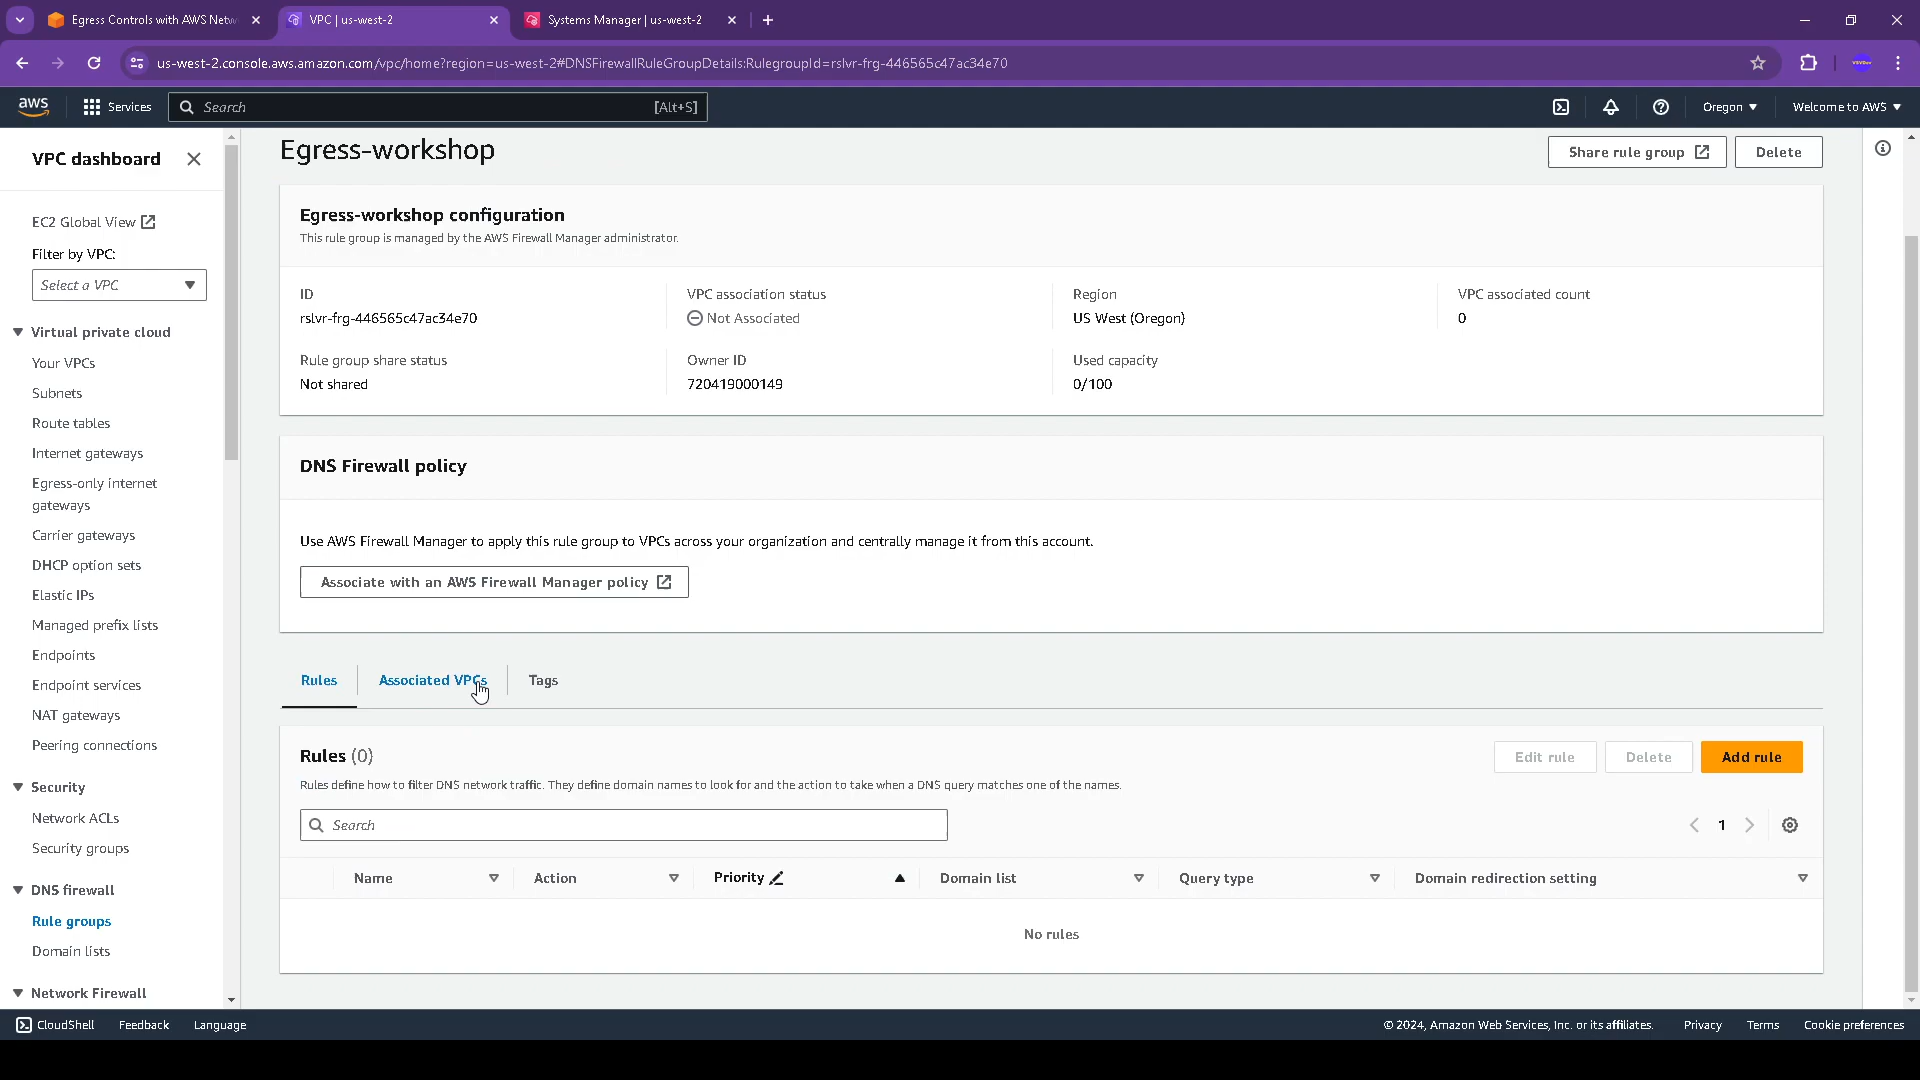 Egress Controls with AWS Netw
VPC | us-west-2
Systems Manager | us-west-2
us-west-2.console.aws.amazon.com/vpc/home?region=us-west-2#DNSFirewallRuleGroupDetails:RulegroupId=rslvr-frg-446565c47ac34e70
aws
Services
Search
[Alt+S]
Oregon
Welcome to AWS
VPC dashboard
EC2 Global View
Filter by VPC:
Select a VPC
Virtual private cloud
Your VPCs
Subnets
Route tables
Internet gateways
Egress-only internet
gateways
Carrier gateways
DHCP option sets
Elastic IPs
Managed prefix lists
Endpoints
Endpoint services
NAT gateways
Peering connections
Security
Network ACLs
Security groups
DNS firewall
Rule groups
Domain lists
Network Firewall
Egress-workshop
Share rule group
Delete
Egress-workshop configuration
This rule group is managed by the AWS Firewall Manager administrator.
ID
rslvr-frg-446565c47ac34e70
VPC association status
Not Associated
Region
US West (Oregon)
VPC associated count
0
Rule group share status
Not shared
Owner ID
720419000149
Used capacity
0/100
DNS Firewall policy
Use AWS Firewall Manager to apply this rule group to VPCs across your organization and centrally manage it from this account.
Associate with an AWS Firewall Manager policy
Rules
Associated VPCs
Tags
Rules (0)
Edit rule
Delete
Add rule
Rules define how to filter DNS network traffic. They define domain names to look for and the action to take when a DNS query matches one of the names.
Search
1
Name
Action
Priority
Domain list
Query type
Domain redirection setting
No rules
CloudShell
Feedback
Language
© 2024, Amazon Web Services, Inc. or its affiliates.
Privacy
Terms
Cookie preferences